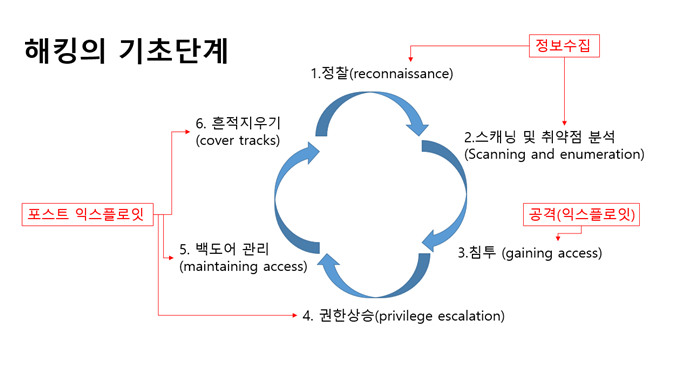 해킹의 기초단계
정보수집
1.정찰(reconnaissance)
6. 흔적지우기
(cover tracks)
2.스캐닝 및 취약점 분석
(Scanning and enumeration)
포스트 익스플로잇
공격(익스플로잇)
5. 백도어 관리
(maintaining access)
3.침투 (gaining access)
4. 권한상승(privilege escalation)